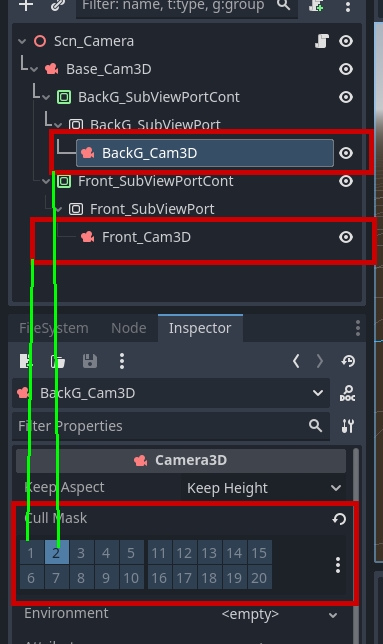 Filter: name, t:type, g:group
Scn_Camera
Base_Cam3D
BackG_SubViewPortCont
BackG_SubViewPort
BackG_Cam3D
Front_SubViewPortCont
Front_SubViewPort
Front_Cam3D
FileSystem Node Inspector
BackG_Cam3D DOC
Filter Properties
Camera3D
Keep Aspect Keep Height
Cull Mask
1 2 3 4 5 11 12 13 14 15
6 7 8 9 10 16 17 18 19 20
Environment <empty>